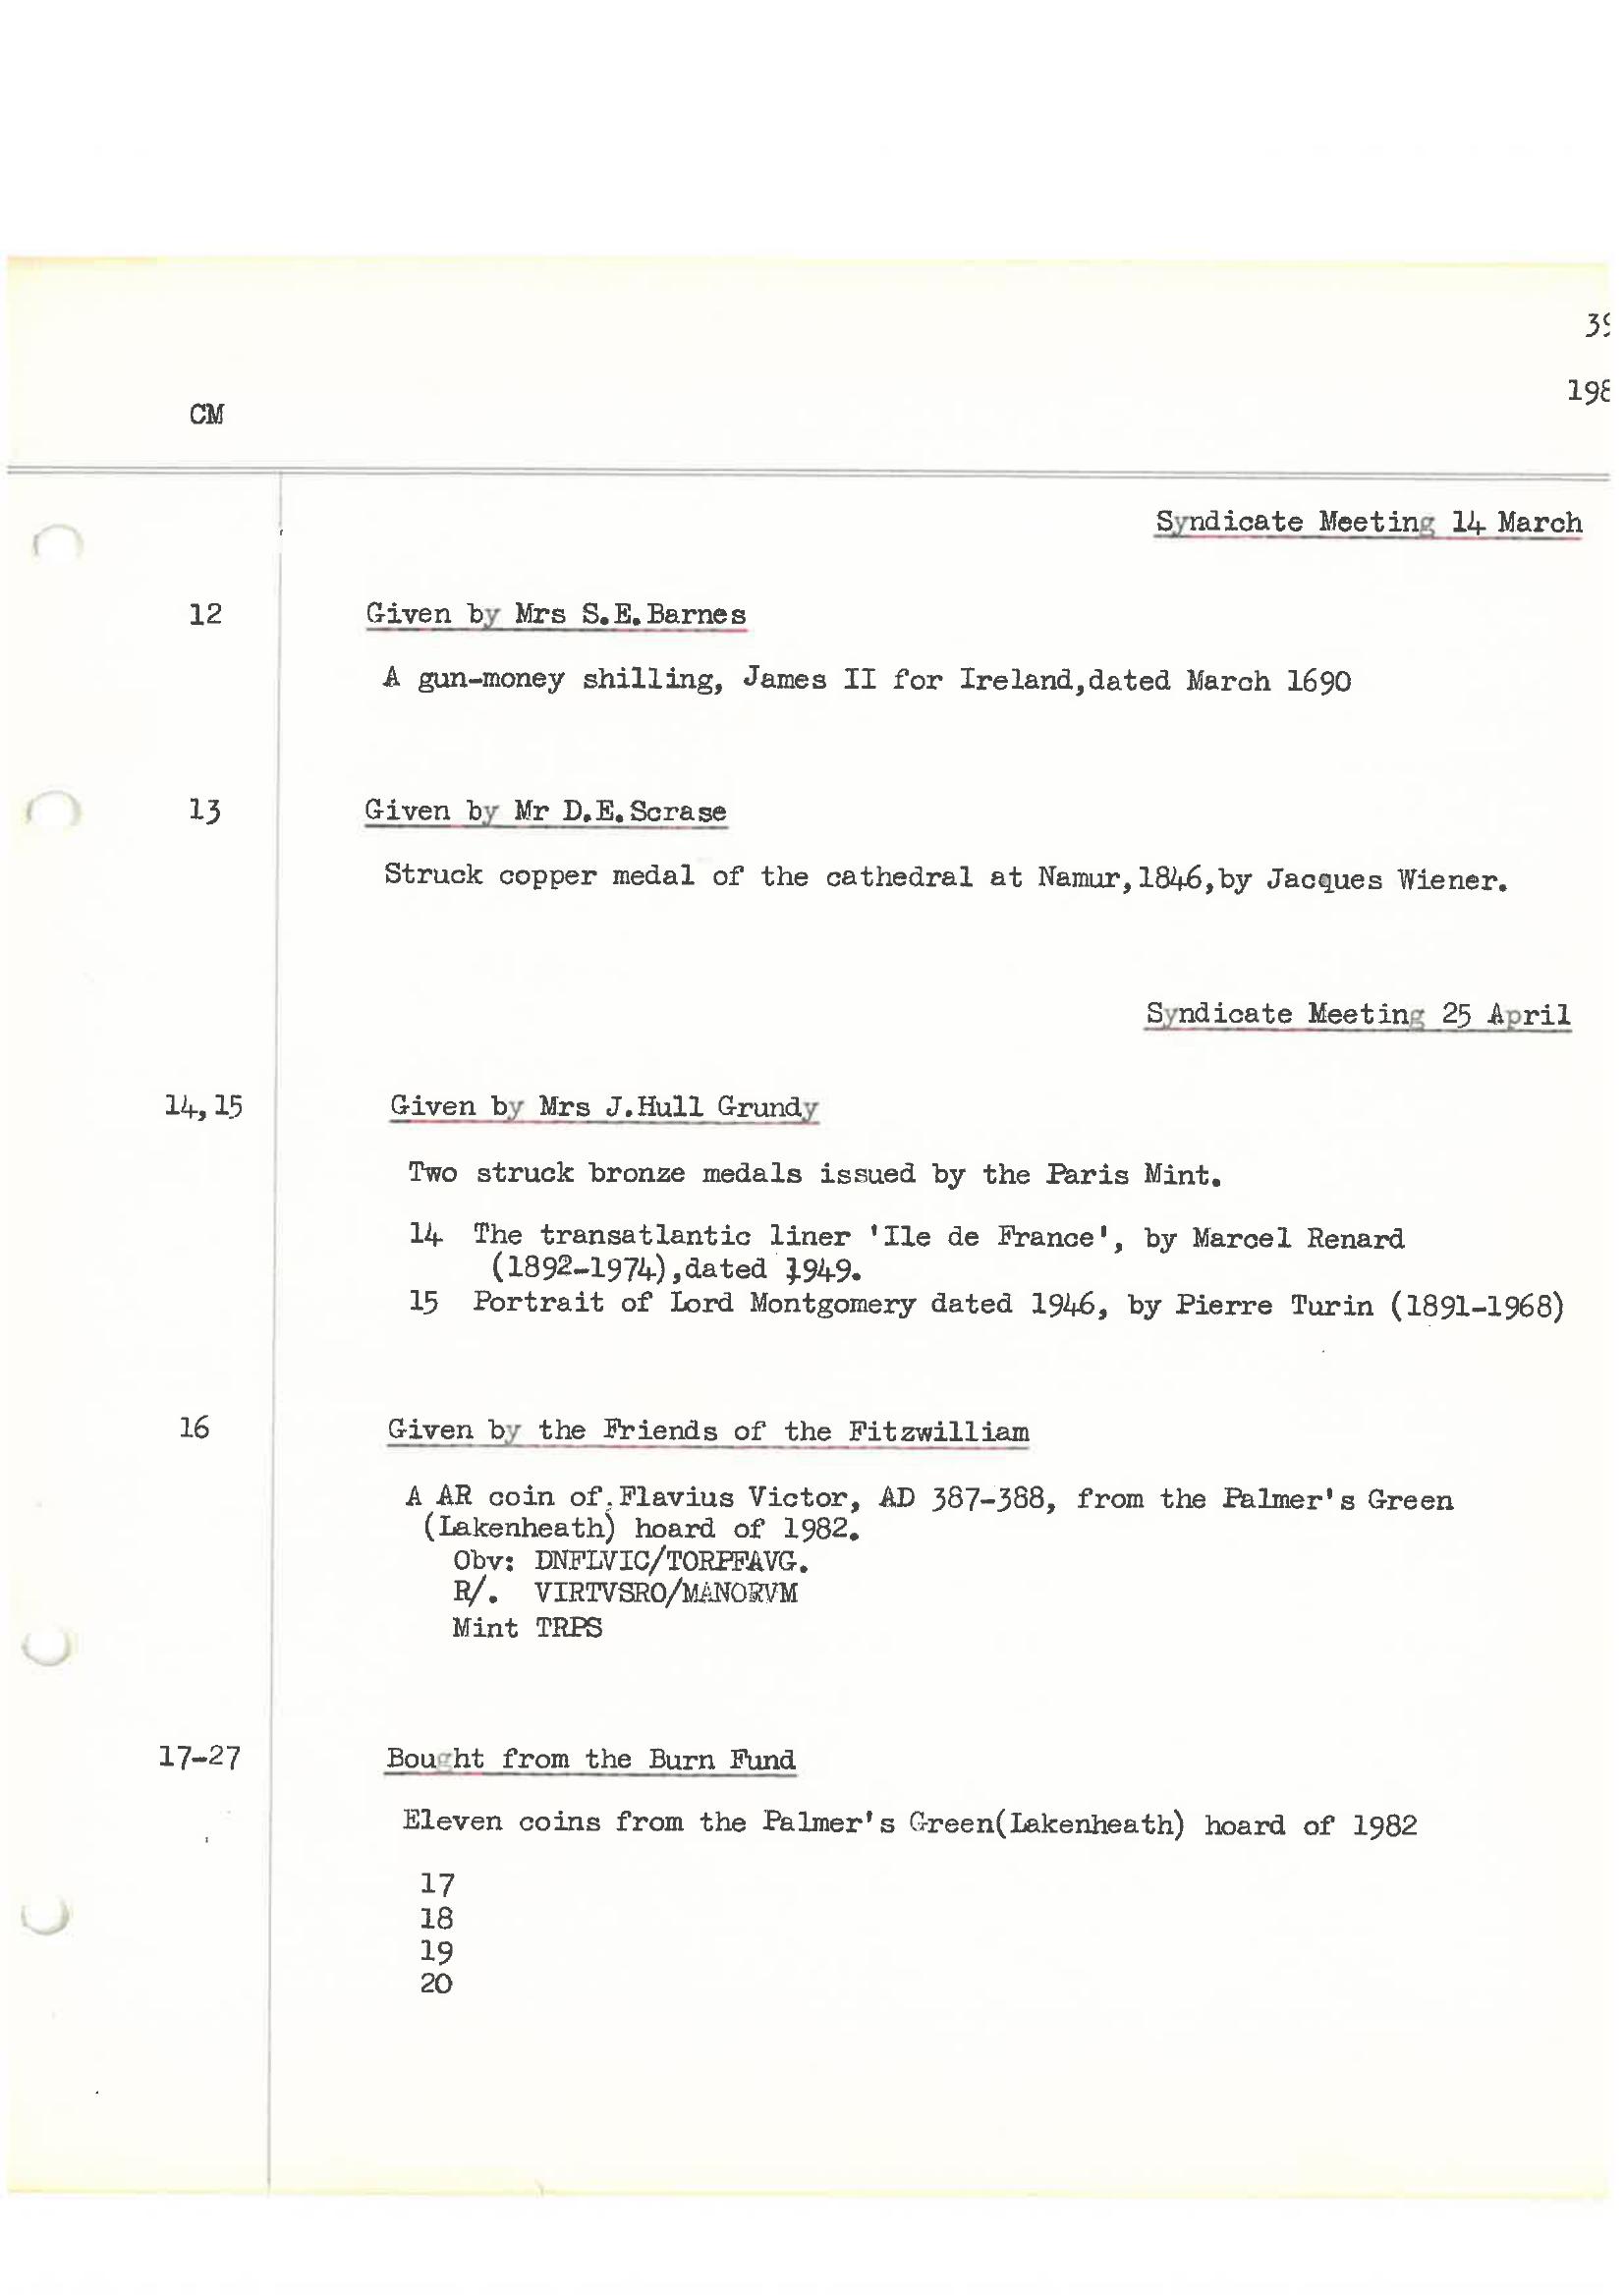 39
198
CM
Syndicate Meeting 14 March
12 Given by Mrs S.E.Barnes
A gun-money shilling, James II for Ireland,dated March 1690
13 Given by Mr D.E.Scrase
Struck copper medal of the cathedral at Namur,1846,by Jacques Wiener.
Syndicate Meeting 25 April
14,15 Given by Mrs J.Hull Grundy
Two struck bronze medals issued by the Paris Mint.
14 The transatlantic liner 'Ile de France', by Marcel Renard
(1892-1974),dated 1949.
15 Portrait of Lord Montgomery dated 1946, by Pierre Turin (1891-1968)
16 Given by the Friends of the Fitzwilliam
A AR coin of Flavius Victor, AD 387-388, from the Palmer's Green
(Lakenheath) hoard of 1982.
Obv: DNFLVIC/TORPFAVG.
R/. VIRTVSRO/MANORVM
Mint TRPS
17-27 Bought from the Burn Fund
Eleven coins from the Palmer's Green(Lakenheath) hoard of 1982
17
18
19
20